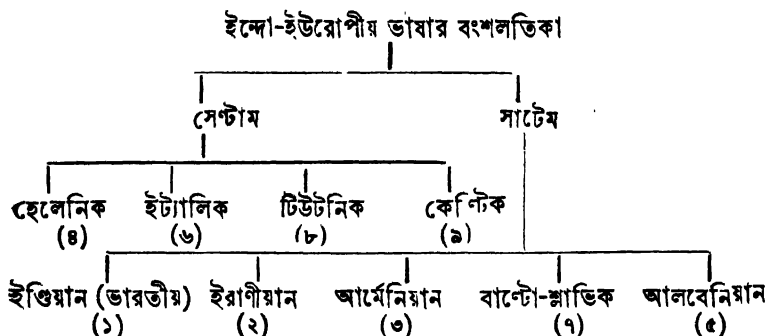 ইন্দো-ইউরোপীয় ভাষার বংশলতিকা
সেণ্টাম সাটেম
হেলেনিক ইট্যালিক টিউটনিক কেল্টিক
(৪) (৬) (৮) (৯)
ইণ্ডিয়ান (ভারতীয়) ইরাণীয়ান আর্মেনিয়ান বাল্টো-শ্লাভিক আলবেনিয়ান
(১) (২) (৩) (৭) (৫)